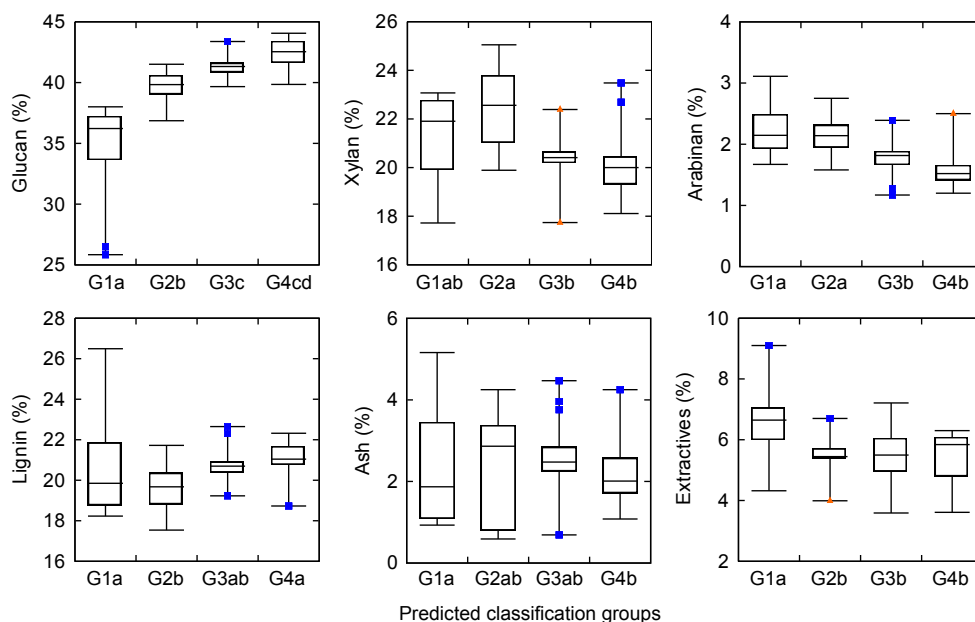 Glucan (%)
45
40
35
30
25
G1a G2b G3c G4cd
Xylan (%)
26
24
22
20
18
16
G1ab G2a G3b G4b
Arabinan (%)
4
3
2
1
0
G1a G2a G3b G4b
Lignin (%)
28
26
24
22
20
18
16
G1a G2b G3ab G4a
Ash (%)
6
4
2
0
G1a G2ab G3ab G4b
Extractives (%)
10
8
6
4
2
G1a G2b G3b G4b
Predicted classification groups